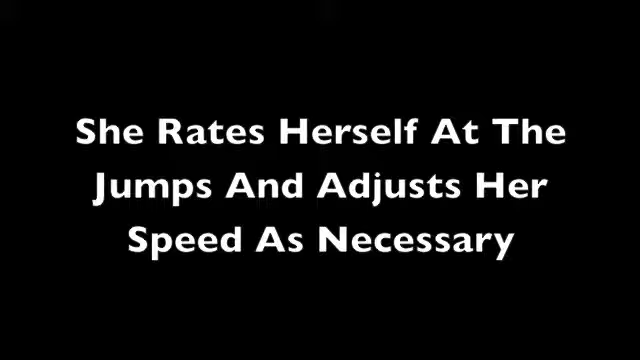 She Rates Herself At The
Jumps And Adjusts Her
Speed As Necessary